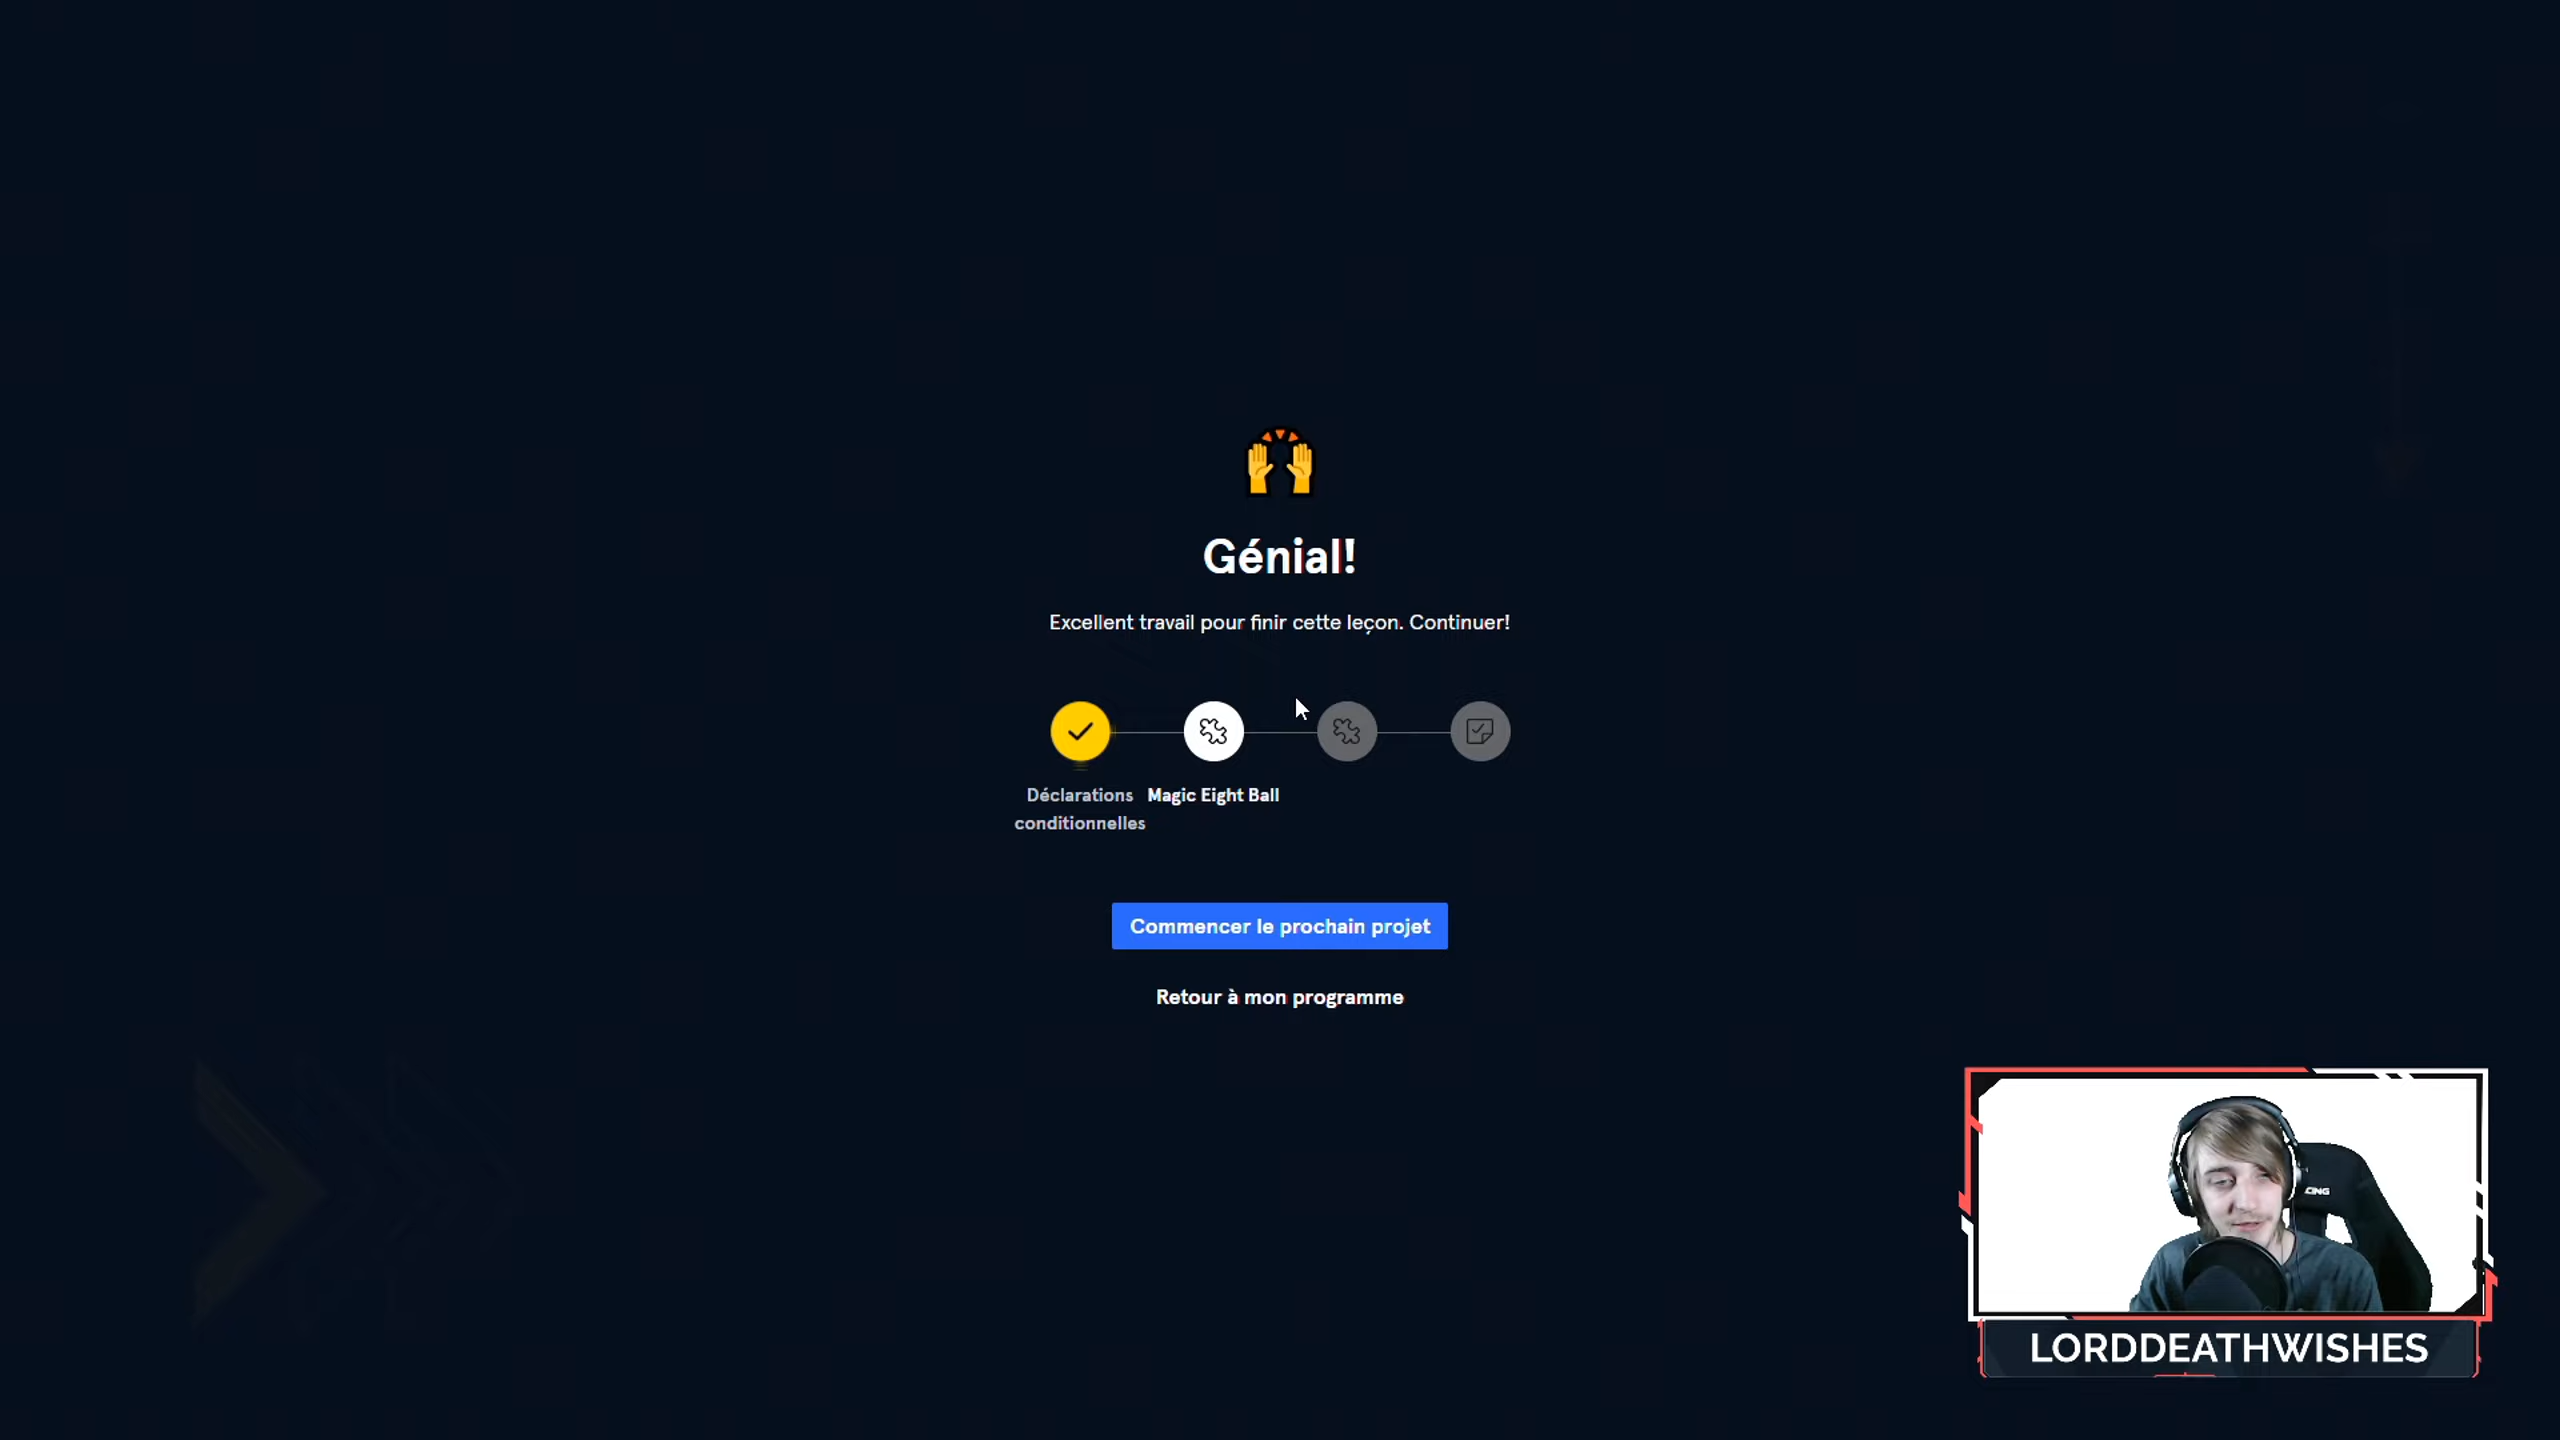 Génial!
Excellent travail pour finir cette leçon. Continuer!
Déclarations
conditionnelles
Magic Eight Ball
Commencer le prochain projet
Retour à mon programme
CING
LORDDEATHWISHES